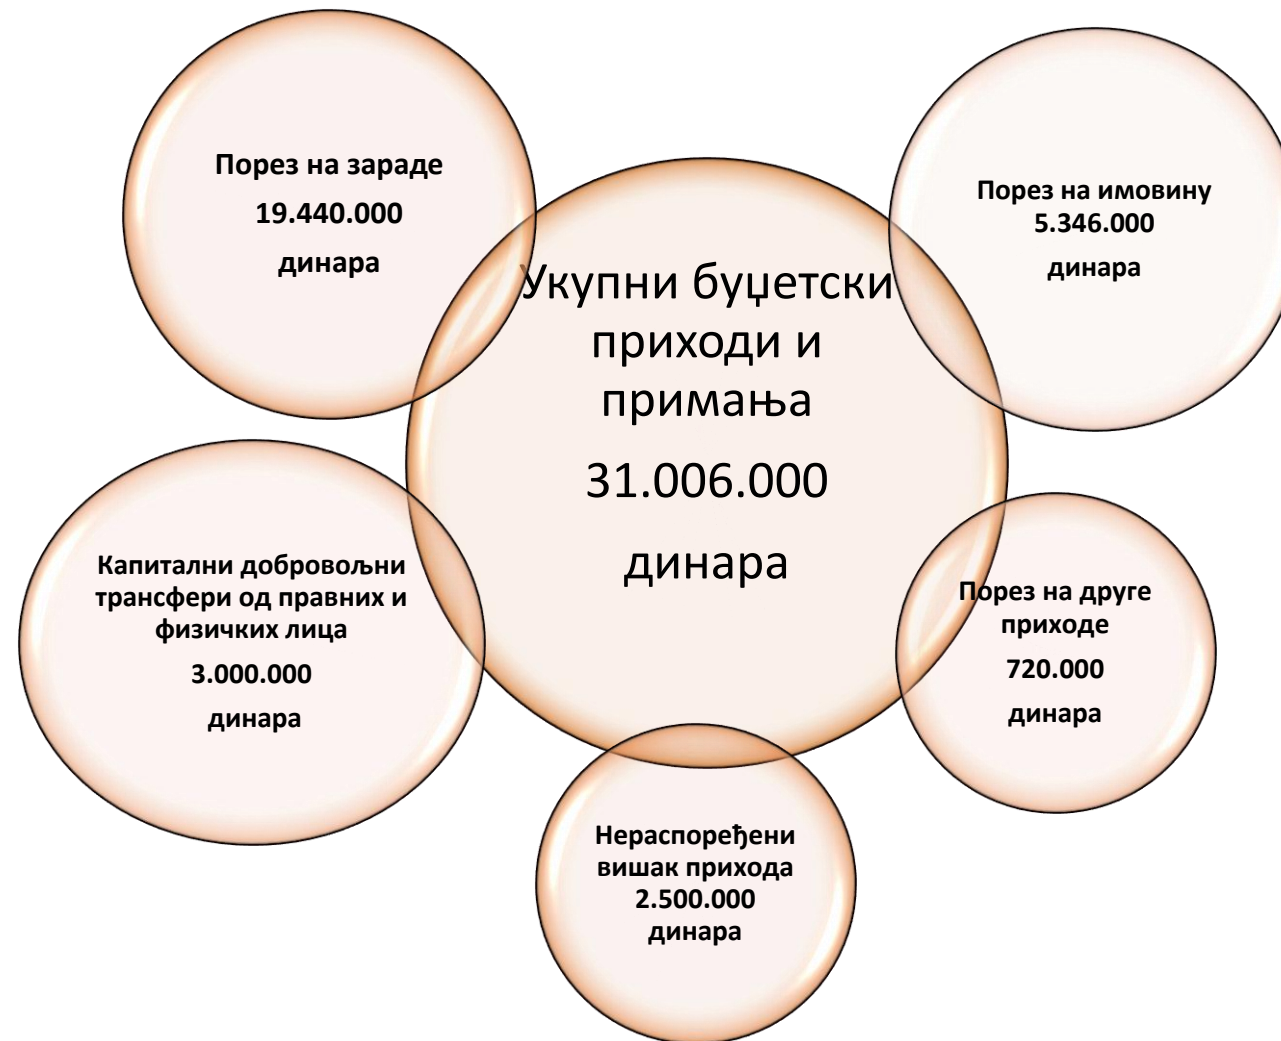 Порез на зараде
19.440.000
динара
Порез на имовину
5.346.000
динара
Укупни буџетски
приходи и
примања
31.006.000
динара
Капитални добровољни
трансфери од правних и
физичких лица
3.000.000
динара
Порез на друге
приходе
720.000
динара
Нераспоређени
вишак прихода
2.500.000
динара